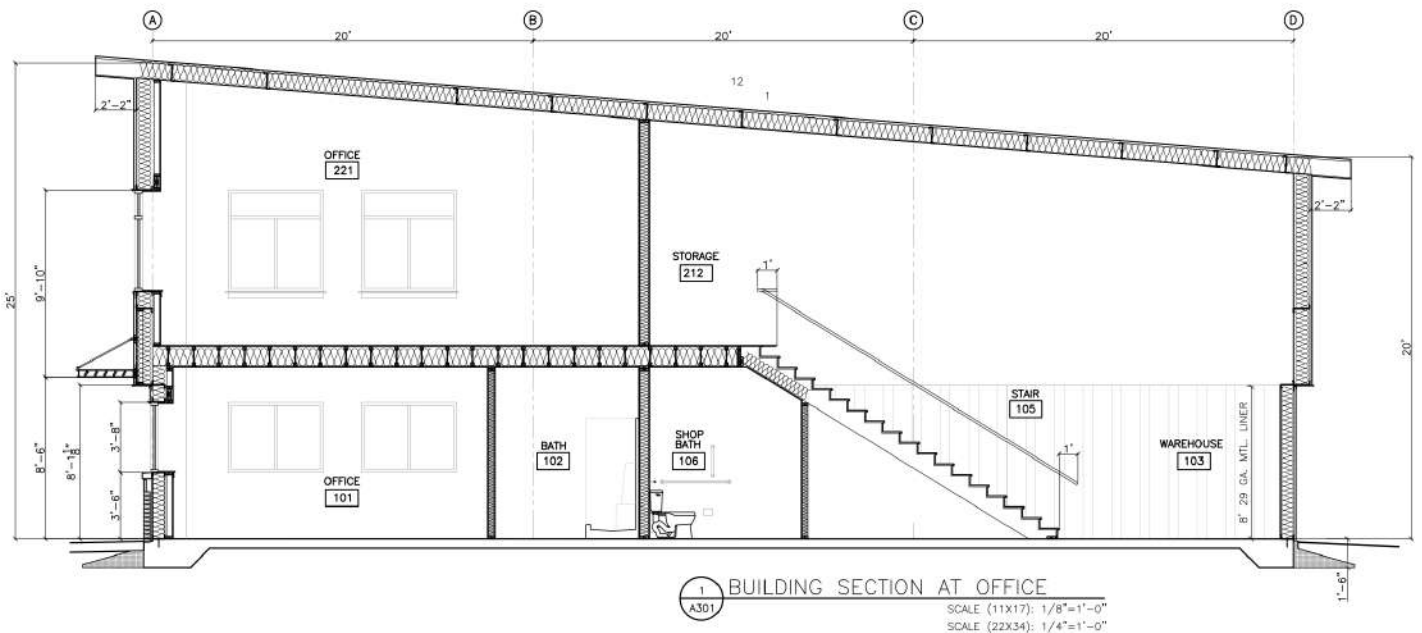 A
B
C
D
20'
20'
20'
12
1
2'-2"
OFFICE
221
2'-2"
STORAGE
212
1'
9'-10"
25'
20'
STAIR
105
BATH
102
SHOP
BATH
106
1'
WAREHOUSE
103
8' 29 GA. MTL. LINER
OFFICE
101
8'-6"
8'-1 1/8"
3'-8"
3'-6"
1'-6"
1
A301
BUILDING SECTION AT OFFICE
SCALE (11X17): 1/8"=1'-0"
SCALE (22X34): 1/4"=1'-0"